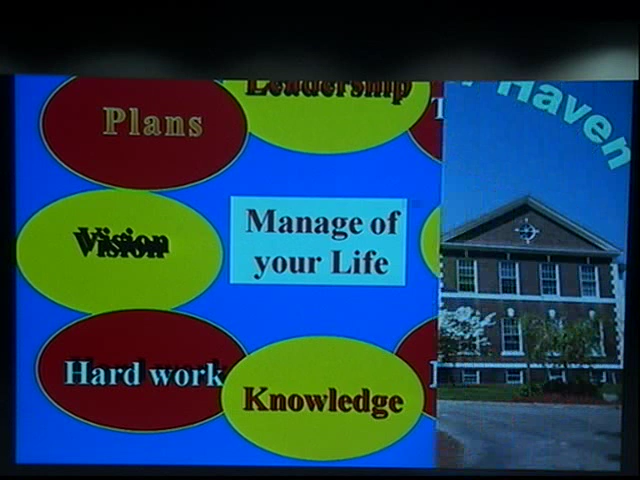 Leadership
Plans
Haven
Vision
Manage of
your Life
Hard work
Knowledge